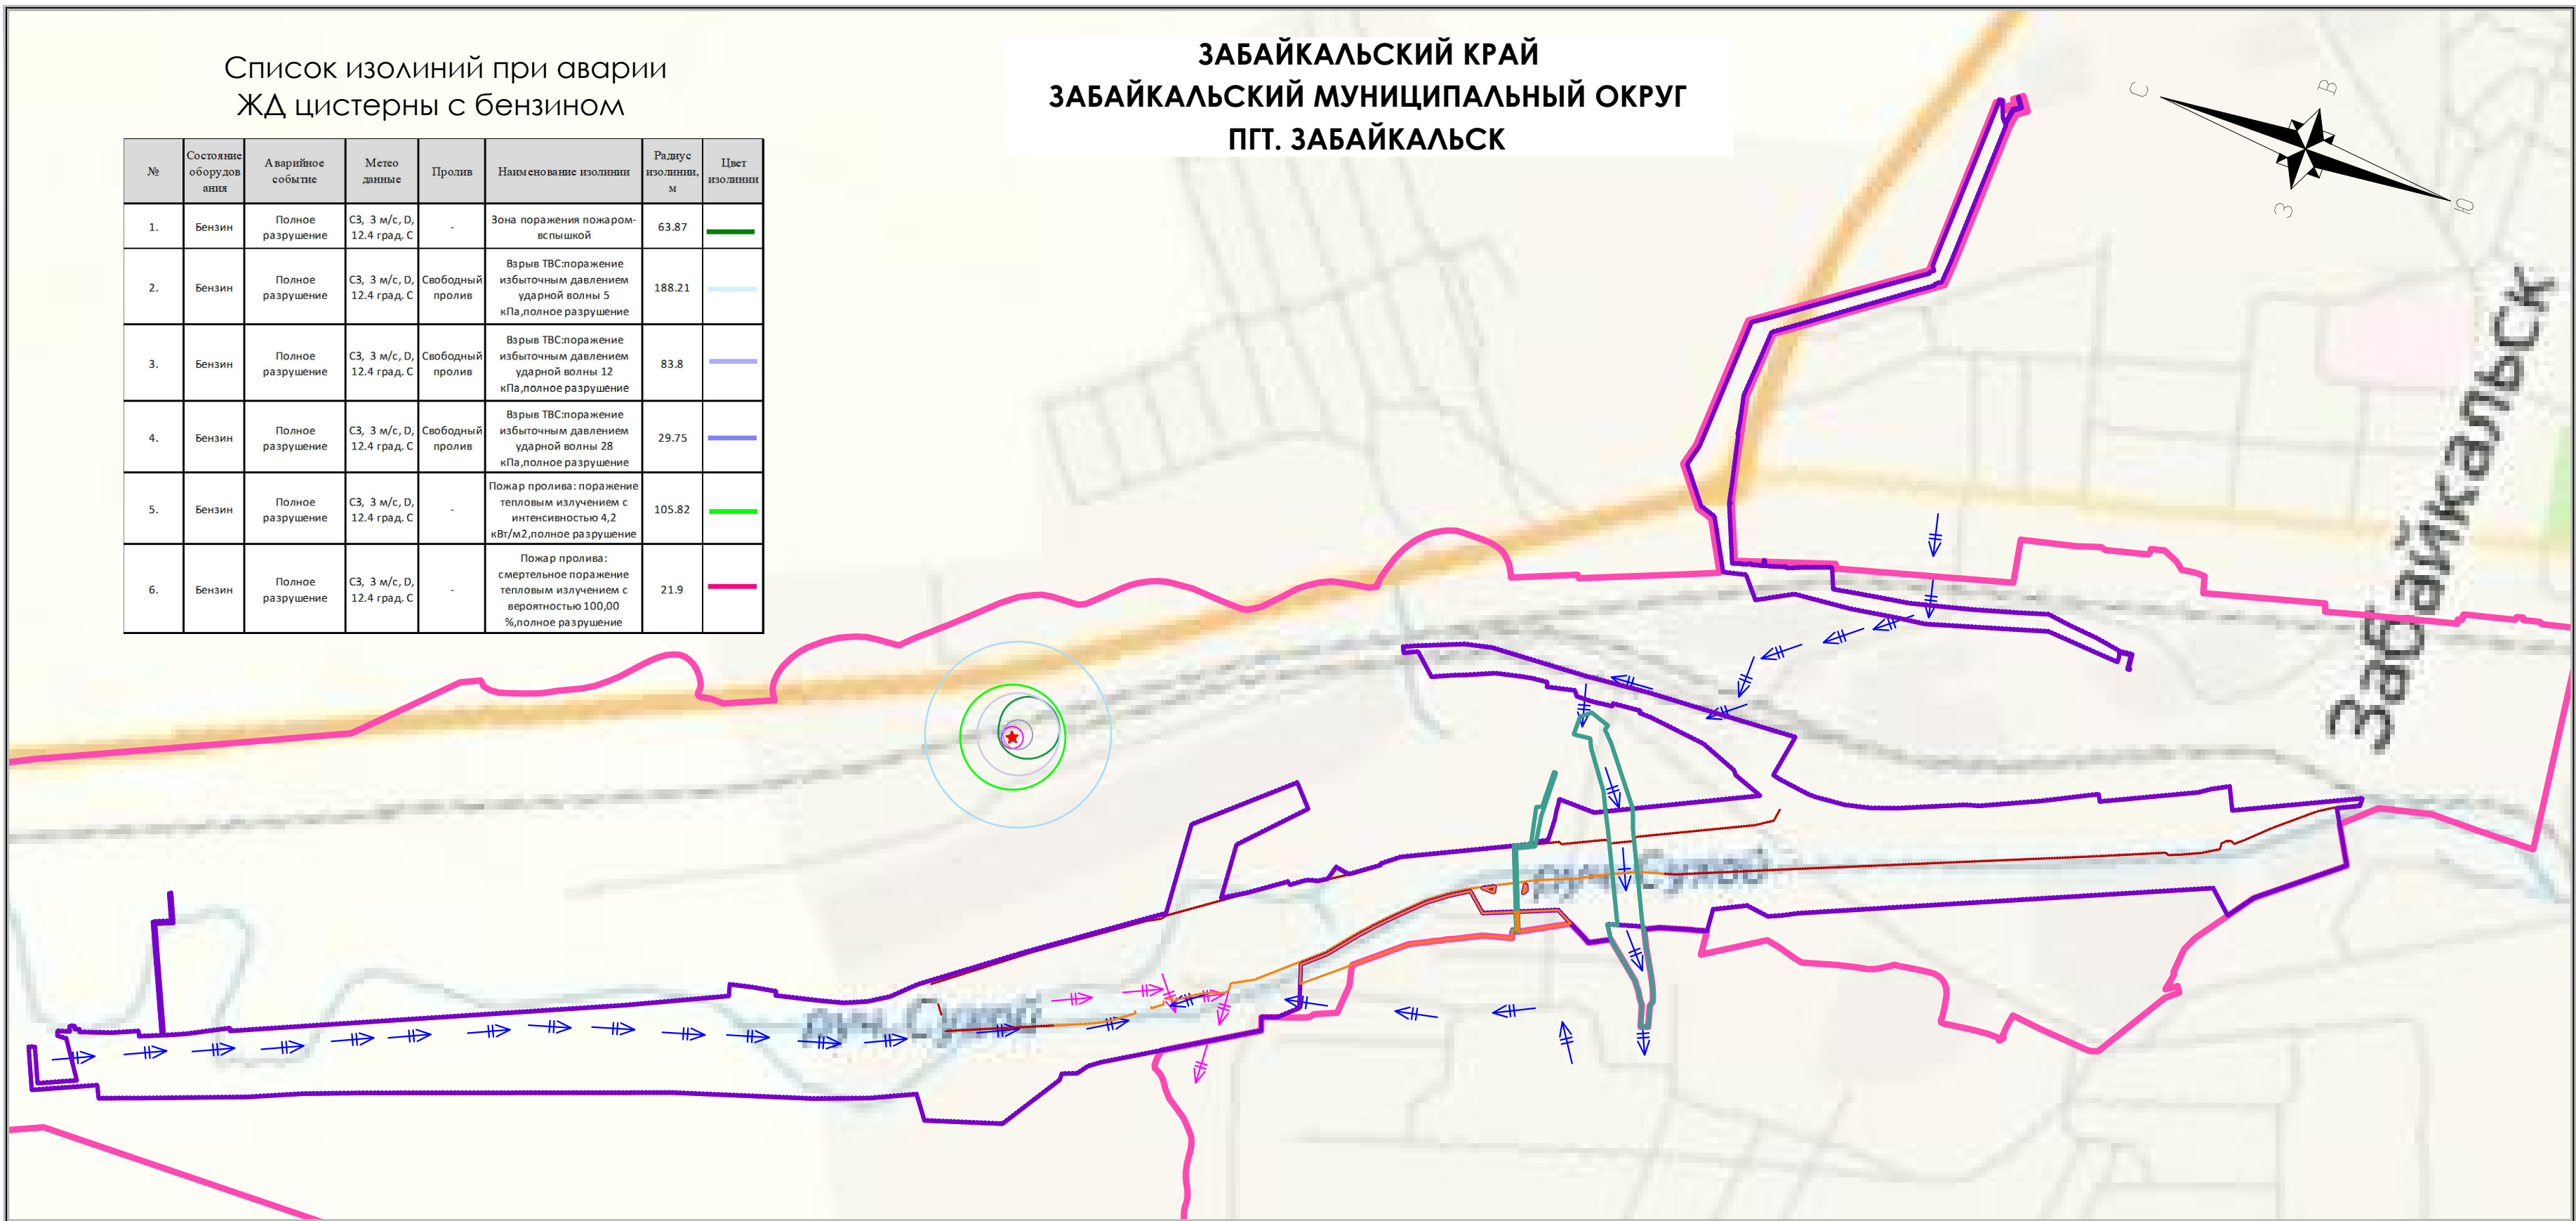 Список изолиний при аварии
ЖД цистерны с бензином
ЗАБАЙКАЛЬСКИЙ КРАЙ
ЗАБАЙКАЛЬСКИЙ МУНИЦИПАЛЬНЫЙ ОКРУГ
ПГТ. ЗАБАЙКАЛЬСК
С
В
З
Ю
№
Состояние
оборудов
ания
Аварийное
событие
Метео
данные
Пролив
Наименование изолинии
Радиус
изолинии,
м
Цвет
изолинии
1.
Бензин
Полное
разрушение
СЗ, 3 м/с, D,
12.4 град. С
-
Зона поражения пожаром-
вспышкой
63.87
2.
Бензин
Полное
разрушение
СЗ, 3 м/с, D,
12.4 град. С
Свободный
пролив
Взрыв ТВС:поражение
избыточным давлением
ударной волны 5
кПа,полное разрушение
188.21
3.
Бензин
Полное
разрушение
СЗ, 3 м/с, D,
12.4 град. С
Свободный
пролив
Взрыв ТВС:поражение
избыточным давлением
ударной волны 12
кПа,полное разрушение
83.8
4.
Бензин
Полное
разрушение
СЗ, 3 м/с, D,
12.4 град. С
Свободный
пролив
Взрыв ТВС:поражение
избыточным давлением
ударной волны 28
кПа,полное разрушение
29.75
5.
Бензин
Полное
разрушение
СЗ, 3 м/с, D,
12.4 град. С
-
Пожар пролива: поражение
тепловым излучением с
интенсивностью 4,2
кВт/м2,полное разрушение
105.82
6.
Бензин
Полное
разрушение
СЗ, 3 м/с, D,
12.4 град. С
-
Пожар пролива:
смертельное поражение
тепловым излучением с
вероятностью 100,00
%,полное разрушение
21.9
Забайкальск
руч. Сухой
руч. Сухой